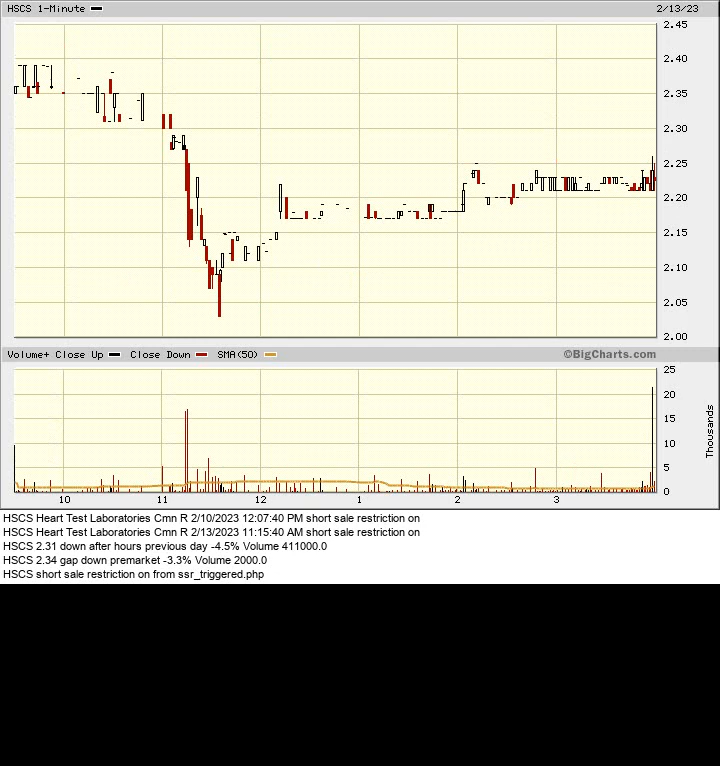 HSCS 1-Minute 2/13/23
2.45
2.40
2.35
2.30
2.25
2.20
2.15
2.10
2.05
2.00
Volume+ Close Up Close Down SMA(50) ©BigCharts.com
25
20
15
10
5
0
Thousands
10 11 12 1 2 3
HSCS Heart Test Laboratories Cmn R 2/10/2023 12:07:40 PM short sale restriction on
HSCS Heart Test Laboratories Cmn R 2/13/2023 11:15:40 AM short sale restriction on
HSCS 2.31 down after hours previous day -4.5% Volume 411000.0
HSCS 2.34 gap down premarket -3.3% Volume 2000.0
HSCS short sale restriction on from ssr_triggered.php